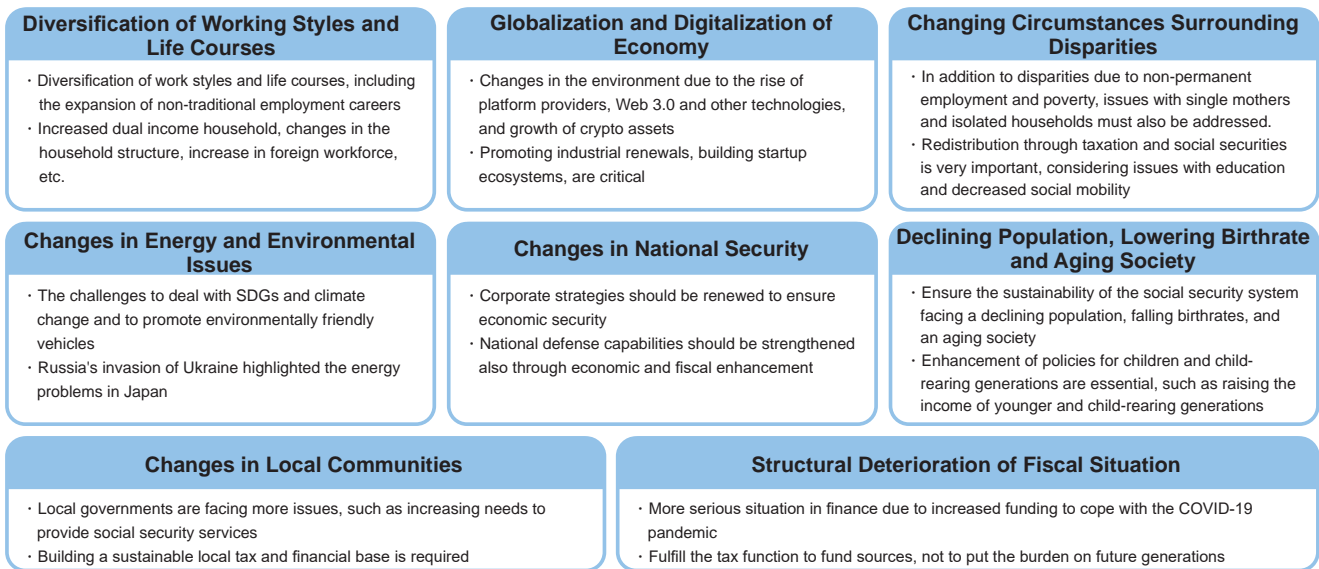 Diversification of Working Styles and
Life Courses
・Diversification of work styles and life courses, including
the expansion of non-traditional employment careers
・Increased dual income household, changes in the
household structure, increase in foreign workforce,
etc.
Globalization and Digitalization of
Economy
・Changes in the environment due to the rise of
platform providers, Web 3.0 and other technologies,
and growth of crypto assets
・Promoting industrial renewals, building startup
ecosystems, are critical
Changing Circumstances Surrounding
Disparities
・In addition to disparities due to non-permanent
employment and poverty, issues with single mothers
and isolated households must also be addressed.
・Redistribution through taxation and social securities
is very important, considering issues with education
and decreased social mobility
Changes in Energy and Environmental
Issues
・The challenges to deal with SDGs and climate
change and to promote environmentally friendly
vehicles
・Russia's invasion of Ukraine highlighted the energy
problems in Japan
Changes in National Security
・Corporate strategies should be renewed to ensure
economic security
・National defense capabilities should be strengthened
also through economic and fiscal enhancement
Declining Population, Lowering Birthrate
and Aging Society
・Ensure the sustainability of the social security system
facing a declining population, falling birthrates, and
an aging society
・Enhancement of policies for children and child-
rearing generations are essential, such as raising the
income of younger and child-rearing generations
Changes in Local Communities
・Local governments are facing more issues, such as increasing needs to
provide social security services
・Building a sustainable local tax and financial base is required
Structural Deterioration of Fiscal Situation
・More serious situation in finance due to increased funding to cope with the COVID-19
pandemic
・Fulfill the tax function to fund sources, not to put the burden on future generations